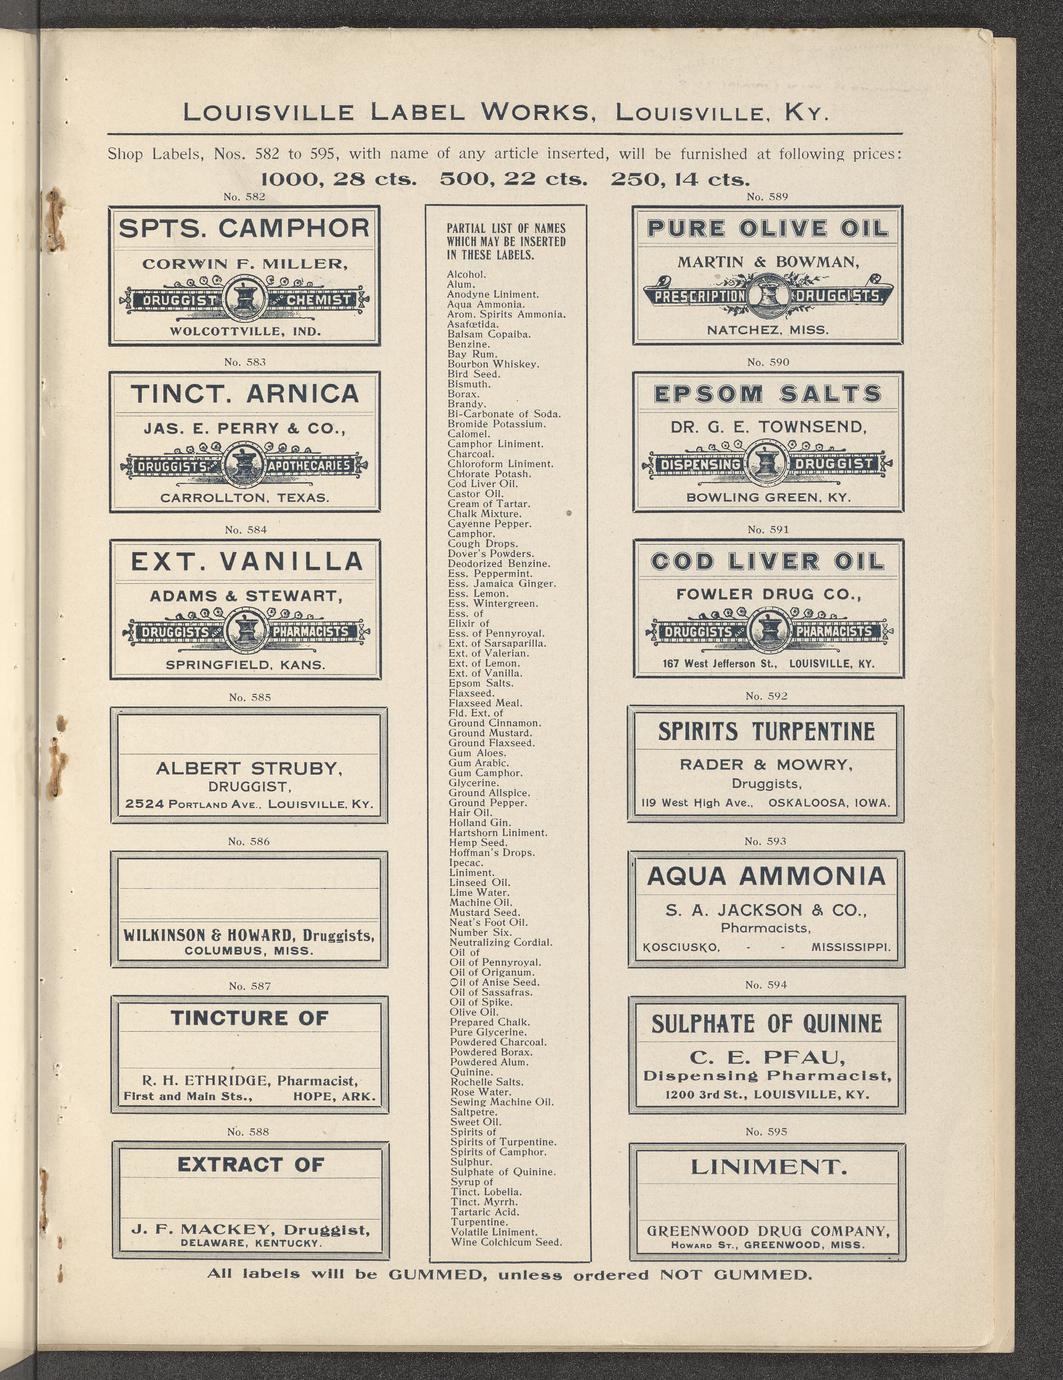 LOUISVILLE LABEL WORKS, LOUISVILLE, KY.
Shop Labels, Nos. 582 to 595, with name of any article inserted, will be furnished at following prices:
1000, 28 cts. 500, 22 cts. 250, 14 cts.
No. 582
SPTS. CAMPHOR
CORWIN F. MILLER,
DRUGGIST CHEMIST
WOLCOTTVILLE, IND.
No. 583
TINCT. ARNICA
JAS. E. PERRY & CO.,
DRUGGISTS APOTHECARIES
CARROLLTON, TEXAS.
No. 584
EXT. VANILLA
ADAMS & STEWART,
DRUGGISTS PHARMACISTS
SPRINGFIELD, KANS.
No. 585
ALBERT STRUBY,
DRUGGIST,
2524 PORTLAND AVE., LOUISVILLE, KY.
No. 586
WILKINSON & HOWARD, Druggists,
COLUMBUS, MISS.
No. 587
TINCTURE OF
R. H. ETHRIDGE, Pharmacist,
First and Main Sts., HOPE, ARK.
No. 588
EXTRACT OF
J. F. MACKEY, Druggist,
DELAWARE, KENTUCKY.
PARTIAL LIST OF NAMES
WHICH MAY BE INSERTED
IN THESE LABELS.
Alcohol.
Alum.
Anodyne Liniment.
Aqua Ammonia.
Arom. Spirits Ammonia.
Asafœtida.
Balsam Copaiba.
Benzine.
Bay Rum.
Bourbon Whiskey.
Bird Seed.
Bismuth.
Borax.
Brandy.
Bi-Carbonate of Soda.
Bromide Potassium.
Calomel.
Camphor Liniment.
Charcoal.
Chloroform Liniment.
Chlorate Potash.
Cod Liver Oil.
Castor Oil.
Cream of Tartar.
Chalk Mixture.
Cayenne Pepper.
Camphor.
Cough Drops.
Dover's Powders.
Deodorized Benzine.
Ess. Peppermint.
Ess. Jamaica Ginger.
Ess. Lemon.
Ess. Wintergreen.
Ess. of
Elixir of
Ess. of Pennyroyal.
Ext. of Sarsaparilla.
Ext. of Valerian.
Ext. of Lemon.
Ext. of Vanilla.
Epsom Salts.
Flaxseed.
Flaxseed Meal.
Fld. Ext. of
Ground Cinnamon.
Ground Mustard.
Ground Flaxseed.
Gum Aloes.
Gum Arabic.
Gum Camphor.
Glycerine.
Ground Allspice.
Ground Pepper.
Hair Oil.
Holland Gin.
Hartshorn Liniment.
Hemp Seed.
Hoffman's Drops.
Ipecac.
Liniment.
Linseed Oil.
Lime Water.
Machine Oil.
Mustard Seed.
Neat's Foot Oil.
Number Six.
Neutralizing Cordial.
Oil of
Oil of Pennyroyal.
Oil of Origanum.
Oil of Anise Seed.
Oil of Sassafras.
Oil of Spike.
Olive Oil.
Prepared Chalk.
Pure Glycerine.
Powdered Charcoal.
Powdered Borax.
Powdered Alum.
Quinine.
Rochelle Salts.
Rose Water.
Sewing Machine Oil.
Saltpetre.
Sweet Oil.
Spirits of
Spirits of Turpentine.
Spirits of Camphor.
Sulphur.
Sulphate of Quinine.
Syrup of
Tinct. Lobelia.
Tinct. Myrrh.
Tartaric Acid.
Turpentine.
Volatile Liniment.
Wine Colchicum Seed.
No. 589
PURE OLIVE OIL
MARTIN & BOWMAN,
PRESCRIPTION DRUGGISTS,
NATCHEZ, MISS.
No. 590
EPSOM SALTS
DR. G. E. TOWNSEND,
DISPENSING DRUGGIST
BOWLING GREEN, KY.
No. 591
COD LIVER OIL
FOWLER DRUG CO.,
DRUGGISTS PHARMACISTS
167 West Jefferson St., LOUISVILLE, KY.
No. 592
SPIRITS TURPENTINE
RADER & MOWRY,
Druggists,
119 West High Ave., OSKALOOSA, IOWA.
No. 593
AQUA AMMONIA
S. A. JACKSON & CO.,
Pharmacists,
KOSCIUSKO, - - MISSISSIPPI.
No. 594
SULPHATE OF QUININE
C. E. PFAU,
Dispensing Pharmacist,
1200 3rd St., LOUISVILLE, KY.
No. 595
LINIMENT.
GREENWOOD DRUG COMPANY,
HOWARD ST., GREENWOOD, MISS.
All labels will be GUMMED, unless ordered NOT GUMMED.